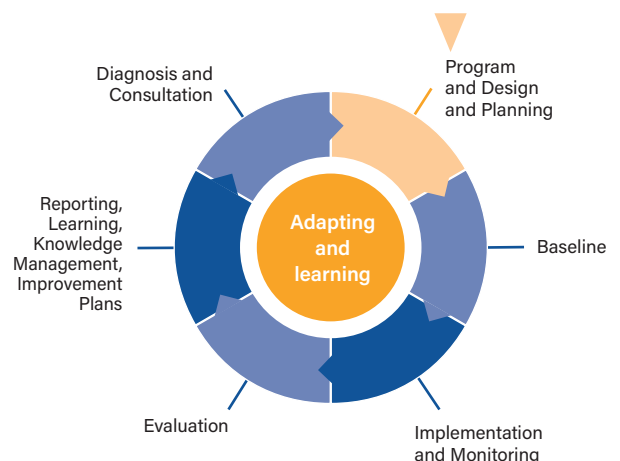 Program
and Design
and Planning
Baseline
Implementation
and Monitoring
Evaluation
Reporting,
Learning,
Knowledge
Management,
Improvement
Plans
Diagnosis and
Consultation
Adapting
and
learning